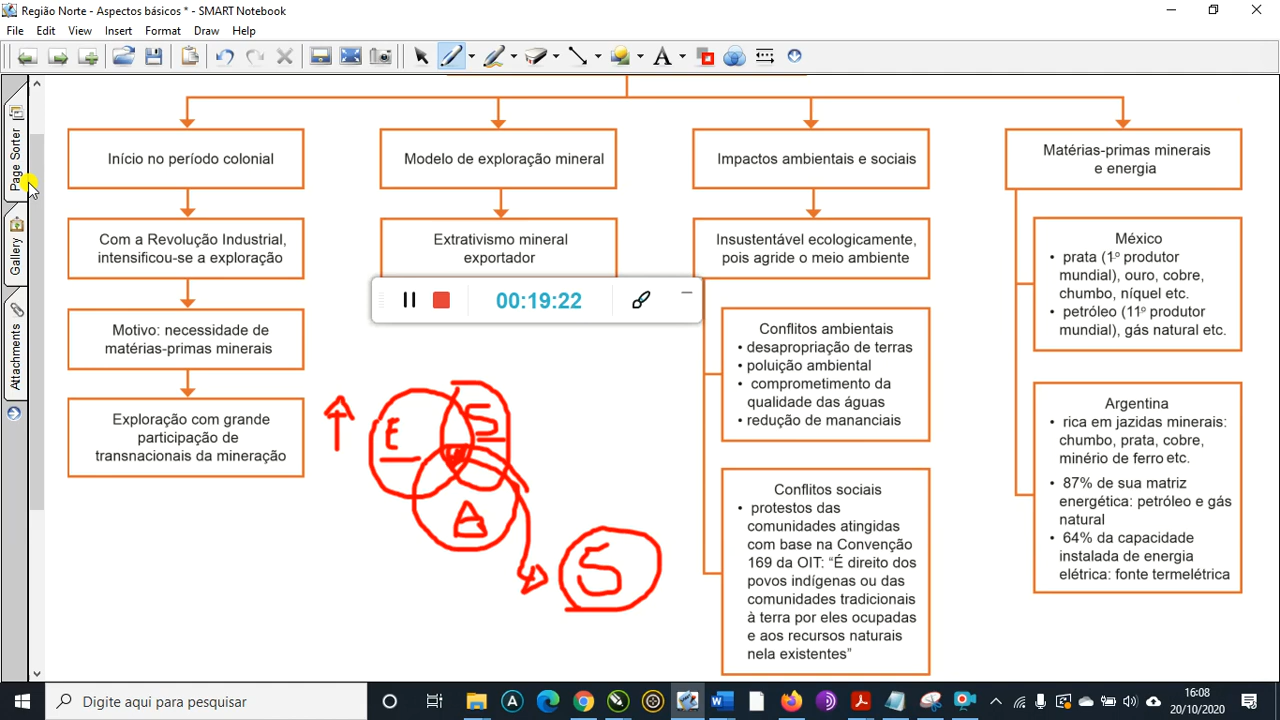 Região Norte - Aspectos básicos * - SMART Notebook
File Edit View Insert Format Draw Help
Page Sorter
Gallery
Attachments
Início no período colonial
Com a Revolução Industrial,
intensificou-se a exploração
Motivo: necessidade de
matérias-primas minerais
Exploração com grande
participação de
transnacionais da mineração
Modelo de exploração mineral
Extrativismo mineral
exportador
00:19:22
E
S
A
S
Impactos ambientais e sociais
Insustentável ecologicamente,
pois agride o meio ambiente
Conflitos ambientais
• desapropriação de terras
• poluição ambiental
• comprometimento da
qualidade das águas
• redução de mananciais
Conflitos sociais
• protestos das
comunidades atingidas
com base na Convenção
169 da OIT: “É direito dos
povos indígenas ou das
comunidades tradicionais
à terra por eles ocupadas
e aos recursos naturais
nela existentes”
Matérias-primas minerais
e energia
México
• prata (1º produtor
mundial), ouro, cobre,
chumbo, níquel etc.
• petróleo (11º produtor
mundial), gás natural etc.
Argentina
• rica em jazidas minerais:
chumbo, prata, cobre,
minério de ferro etc.
• 87% de sua matriz
energética: petróleo e gás
natural
• 64% da capacidade
instalada de energia
elétrica: fonte termelétrica
Digite aqui para pesquisar
16:08
20/10/2020